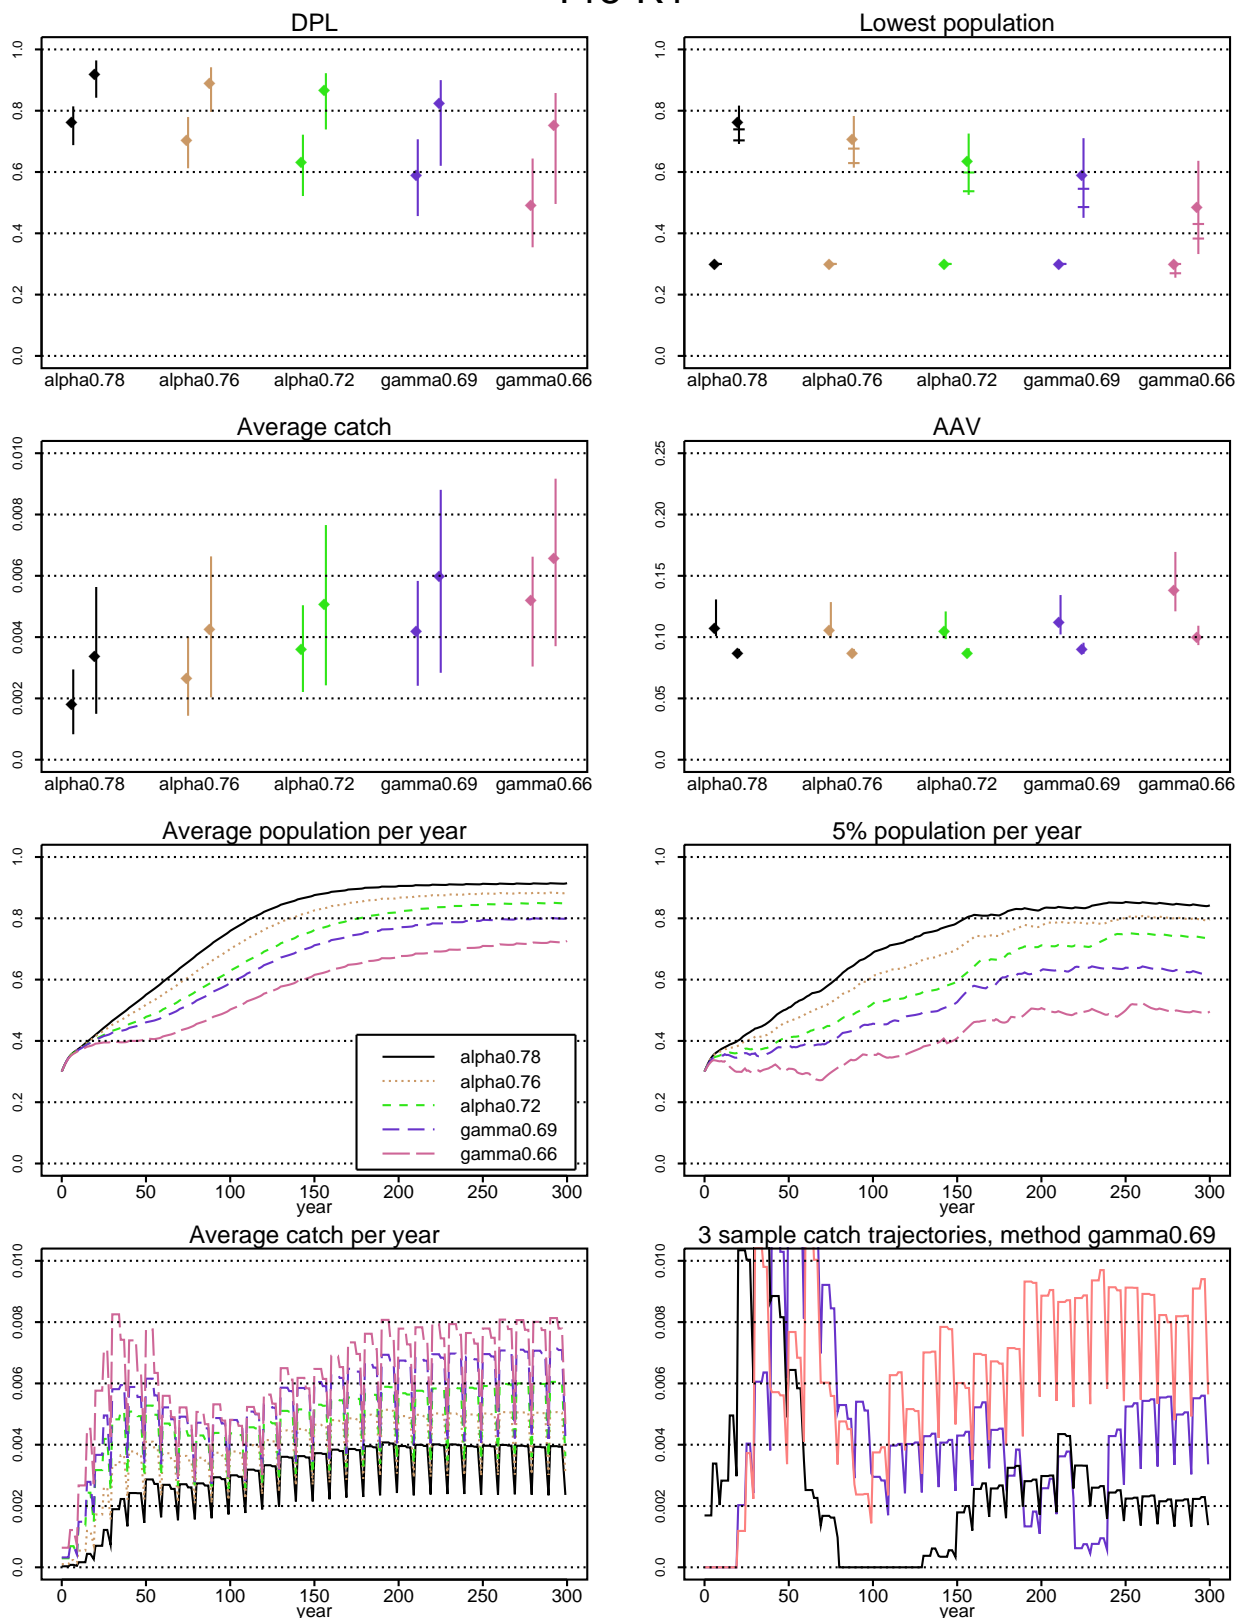 DPL
Lowest population
1.0
0.8
0.6
0.4
0.2
0.0
alpha0.78 alpha0.76 alpha0.72 gamma0.69 gamma0.66
1.0
0.8
0.6
0.4
0.2
0.0
alpha0.78 alpha0.76 alpha0.72 gamma0.69 gamma0.66
Average catch
AAV
0.010
0.008
0.006
0.004
0.002
0.0
alpha0.78 alpha0.76 alpha0.72 gamma0.69 gamma0.66
0.25
0.20
0.15
0.10
0.05
0.0
alpha0.78 alpha0.76 alpha0.72 gamma0.69 gamma0.66
Average population per year
5% population per year
1.0
0.8
0.6
0.4
0.2
0.0
alpha0.78
alpha0.76
alpha0.72
gamma0.69
gamma0.66
0 50 100 150 200 250 300
year
1.0
0.8
0.6
0.4
0.2
0.0
0 50 100 150 200 250 300
year
Average catch per year
3 sample catch trajectories, method gamma0.69
0.010
0.008
0.006
0.004
0.002
0.0
0 50 100 150 200 250 300
year
0.010
0.008
0.006
0.004
0.002
0.0
0 50 100 150 200 250 300
year